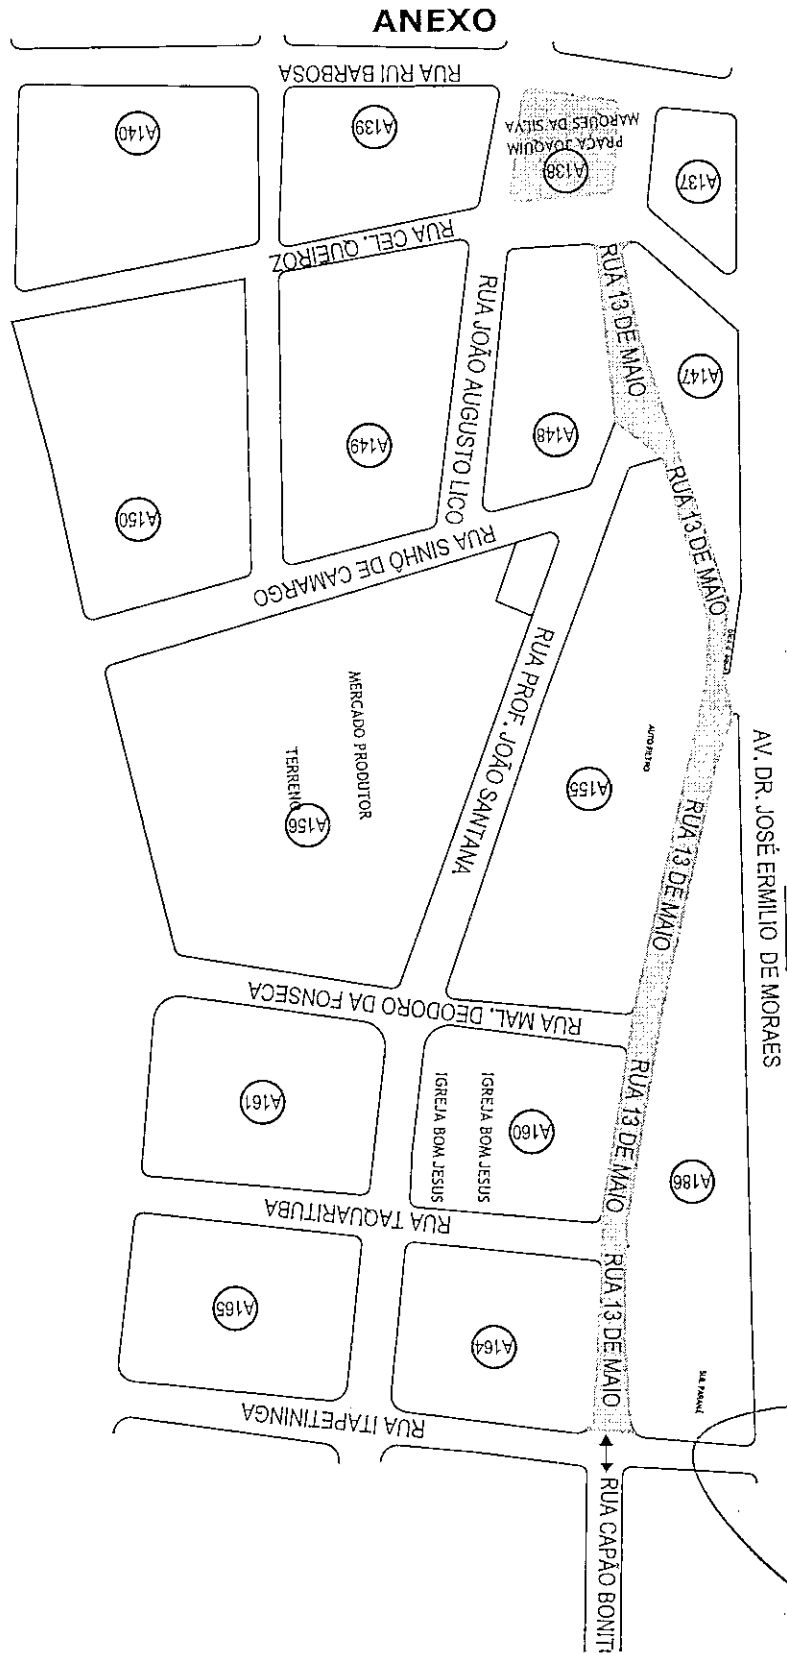 ANEXO
RUA RUI BARBOSA
A140
A139
PRAÇA JOAQUIM
MARQUES DA SILVA
A138
A137
RUA CEL. QUEIROZ
RUA 13 DE MAIO
RUA JOÃO AUGUSTO LICO
A147
A148
A149
A150
RUA 13 DE MAIO
RUA SINHÔ DE CAMARGO
RUA PROF. JOÃO SANTANA
MERCADO PRODUTOR
TERRENO
A156
AUTO POSTO
A155
RUA 13 DE MAIO
AV. DR. JOSÉ ERMILIO DE MORAES
RUA MAL. DEODORO DA FONSECA
A161
IGREJA BOM JESUS
IGREJA BOM JESUS
A160
RUA 13 DE MAIO
A186
RUA TAQUARITUBA
A165
A164
RUA 13 DE MAIO
RUA ITAPETININGA
RUA CAPÃO BONIT